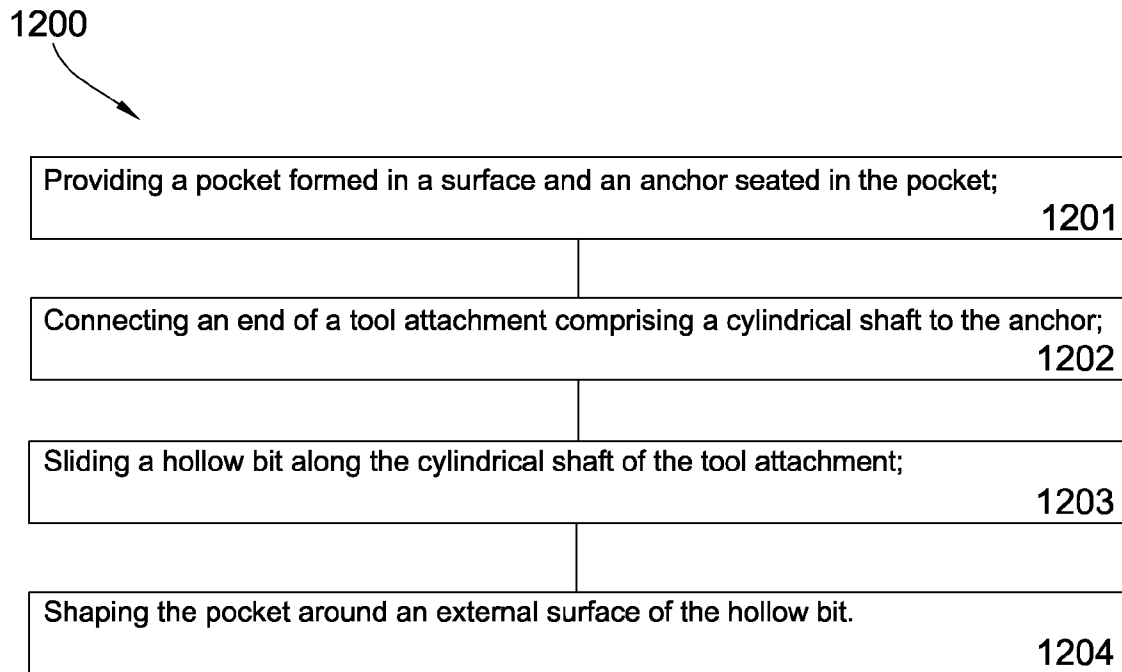 1200
Providing a pocket formed in a surface and an anchor seated in the pocket;
1201
Connecting an end of a tool attachment comprising a cylindrical shaft to the anchor;
1202
Sliding a hollow bit along the cylindrical shaft of the tool attachment;
1203
Shaping the pocket around an external surface of the hollow bit.
1204